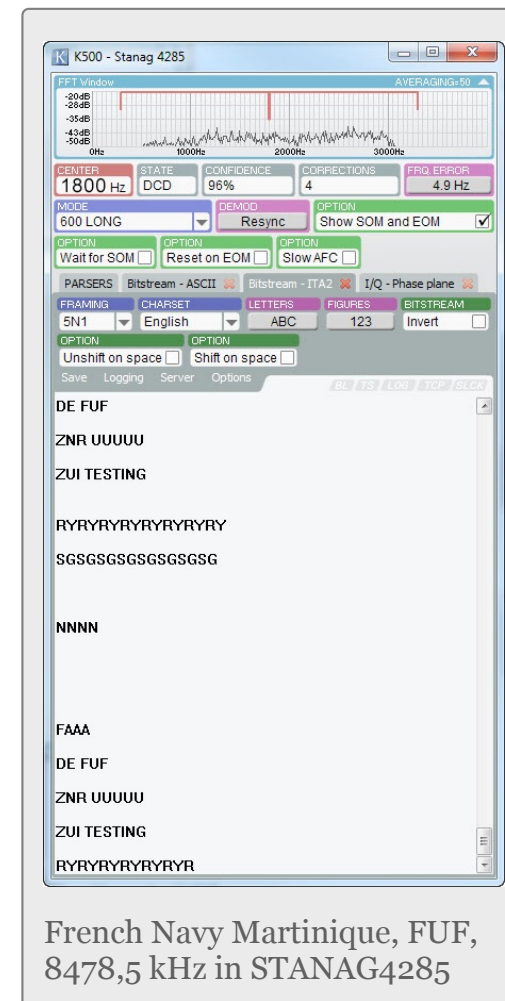 K500 - Stanag 4285
FFT Window AVERAGING=50
-20dB
-28dB
-35dB
-43dB
-50dB
0Hz 1000Hz 2000Hz 3000Hz
CENTER STATE CONFIDENCE CORRECTIONS FRQ. ERROR
1800 Hz DCD 96% 4 4.9 Hz
MODE DEMOD OPTION
600 LONG Resync Show SOM and EOM
OPTION OPTION OPTION
Wait for SOM Reset on EOM Slow AFC
PARSERS Bitstream - ASCII Bitstream - ITA2 I/Q - Phase plane
FRAMING CHARSET LETTERS FIGURES BITSTREAM
5N1 English ABC 123 Invert
OPTION OPTION
Unshift on space Shift on space
Save Logging Server Options BL TS LOG TCP SLCK
DE FUF
ZNR UUUUU
ZUI TESTING
RYRYRYRYRYRYRYRY
SGSGSGSGSGSGSGSG
NNNN
FAAA
DE FUF
ZNR UUUUU
ZUI TESTING
RYRYRYRYRYRYR
French Navy Martinique, FUF,
8478,5 kHz in STANAG4285